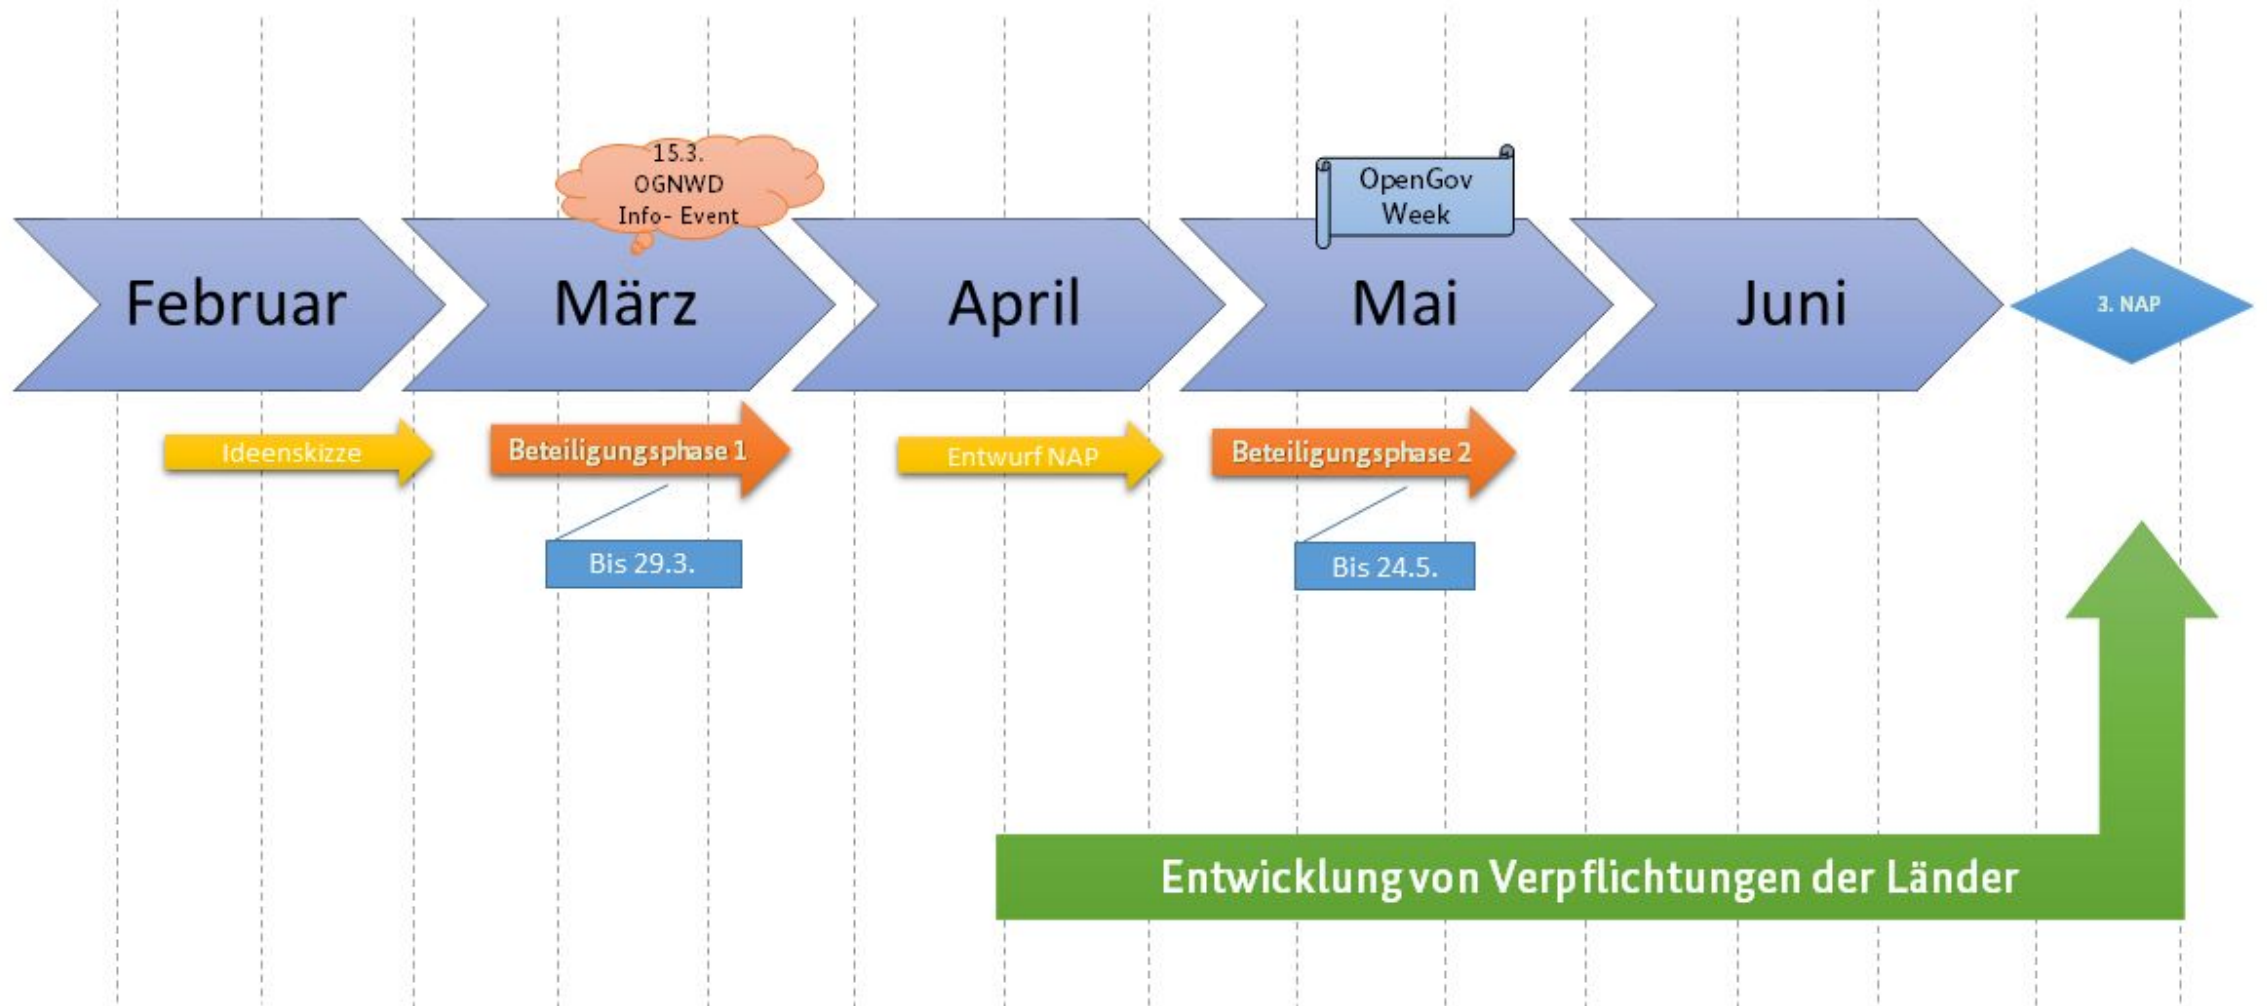 15.3.
OGNWD
Info- Event
OpenGov
Week
Februar
März
April
Mai
Juni
3. NAP
Ideenskizze
Beteiligungsphase 1
Entwurf NAP
Beteiligungsphase 2
Bis 29.3.
Bis 24.5.
Entwicklung von Verpflichtungen der Länder